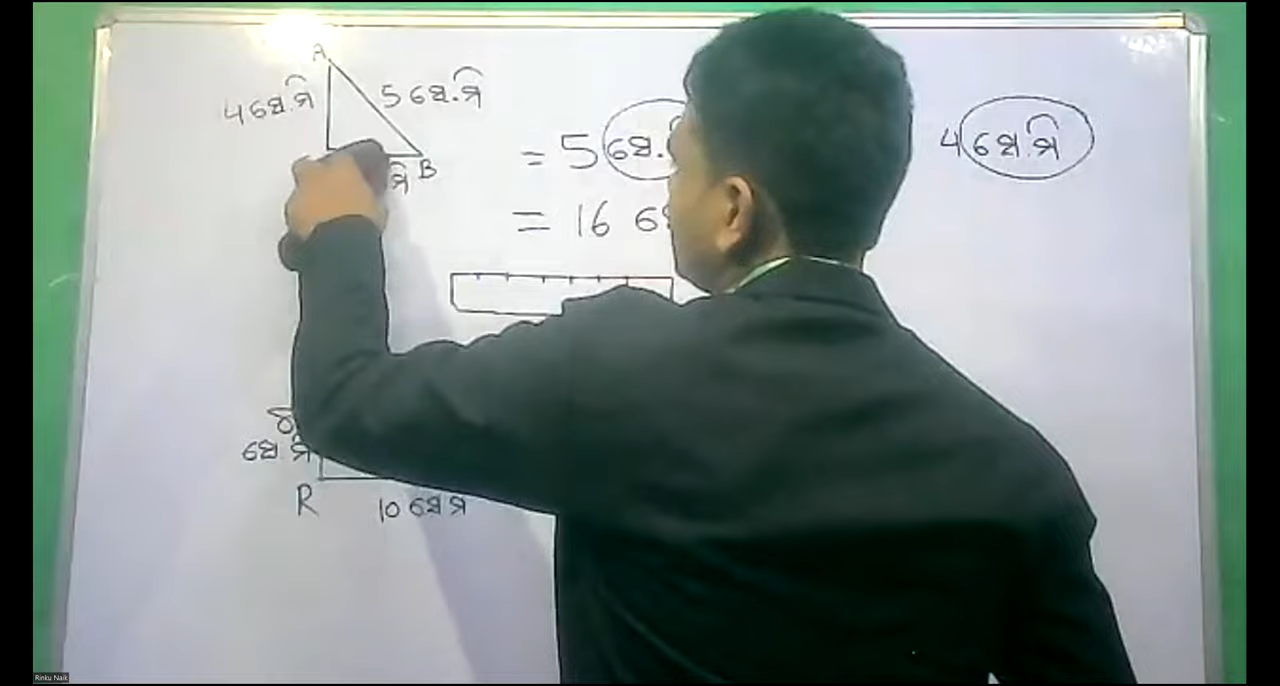 A
4 ସେ.ମି
5 ସେ.ମି
B
= 5
4 ସେ.ମି
= 16
ସେ.ମି
R
10 ସେ ମି
Rinku Naik